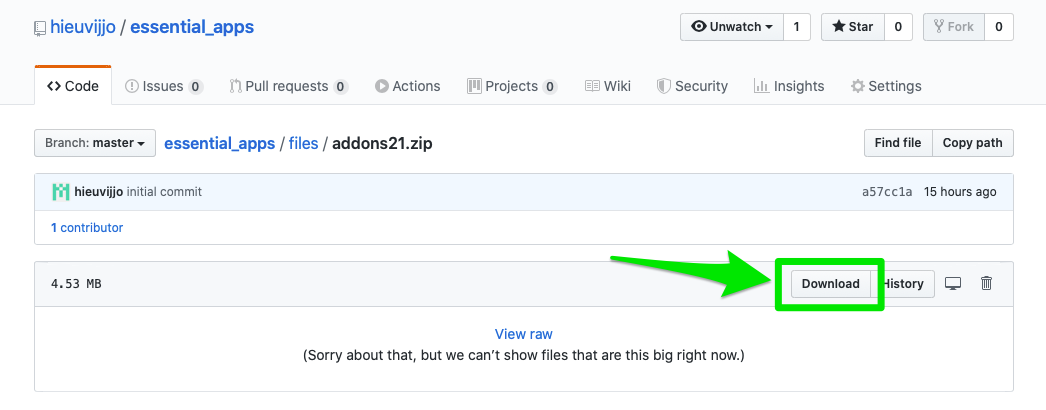 hieuvijjo / essential_apps
Unwatch 1 Star 0 Fork 0
Code Issues 0 Pull requests 0 Actions Projects 0 Wiki Security Insights Settings
Branch: master essential_apps / files / addons21.zip Find file Copy path
hieuvijjo initial commit a57cc1a 15 hours ago
1 contributor
4.53 MB Download History
View raw
(Sorry about that, but we can’t show files that are this big right now.)